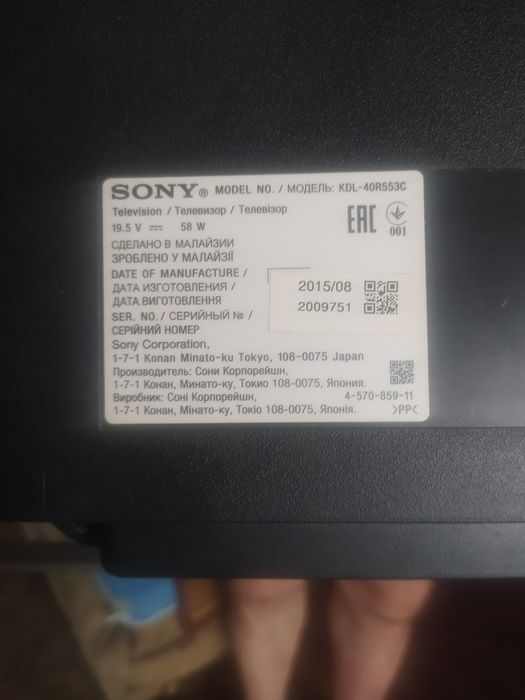 SONY® MODEL NO. / МОДЕЛЬ: KDL-40R553C
Television / Телевизор / Телевізор
19.5 V ⎓ 58 W
EAC
001
СДЕЛАНО В МАЛАЙЗИИ
ЗРОБЛЕНО У МАЛАЙЗІЇ
DATE OF MANUFACTURE /
ДАТА ИЗГОТОВЛЕНИЯ /
ДАТА ВИГОТОВЛЕННЯ
2015/08
SER. NO. / СЕРИЙНЫЙ № /
СЕРІЙНИЙ НОМЕР
2009751
Sony Corporation,
1-7-1 Konan Minato-ku Tokyo, 108-0075 Japan
Производитель: Сони Корпорейшн,
1-7-1 Конан, Минато-ку, Токио 108-0075, Япония.
Виробник: Соні Корпорейшн,
1-7-1 Конан, Мінато-ку, Токіо 108-0075, Японія.
4-570-859-11
>PP<